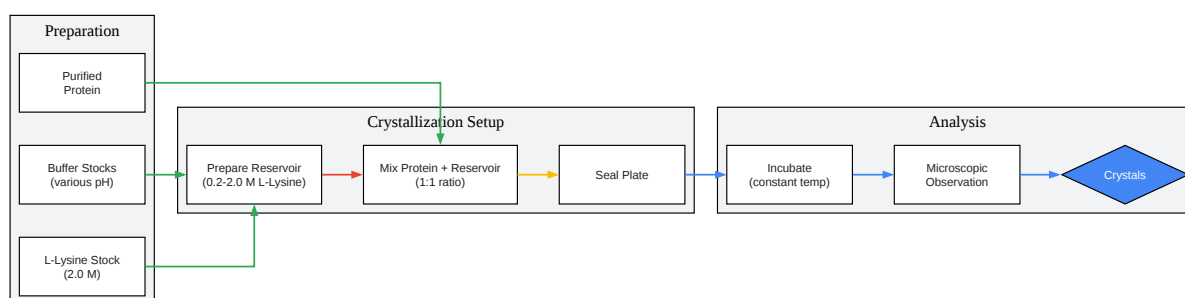 Preparation
Purified
Protein
Buffer Stocks
(various pH)
L-Lysine Stock
(2.0 M)
Crystallization Setup
Prepare Reservoir
(0.2-2.0 M L-Lysine)
Mix Protein + Reservoir
(1:1 ratio)
Seal Plate
Analysis
Incubate
(constant temp)
Microscopic
Observation
Crystals